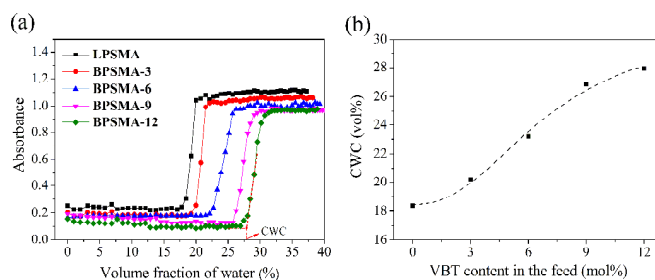 (a)
1.4
1.2
1.0
0.8
0.6
0.4
0.2
0.0
Absorbance
LPSMA
BPSMA-3
BPSMA-6
BPSMA-9
BPSMA-12
CWC
0 5 10 15 20 25 30 35 40
Volume fraction of water (%)
(b)
28
26
24
22
20
18
16
CWC (vol%)
0 3 6 9 12
VBT content in the feed (mol%)